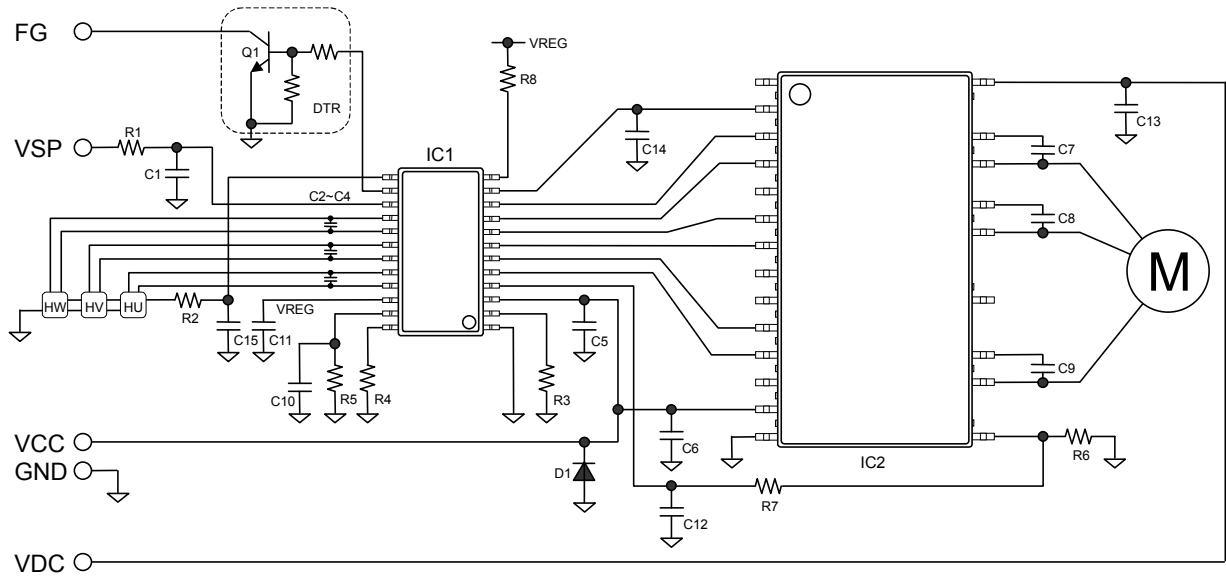 FG
Q1
DTR
VREG
R8
VSP
R1
C1
IC1
C2~C4
C14
C13
C7
C8
M
HW
HV
HU
R2
C15
VREG
C11
C5
C10
R5
R4
R3
C9
VCC
GND
D1
C6
IC2
R6
R7
C12
VDC